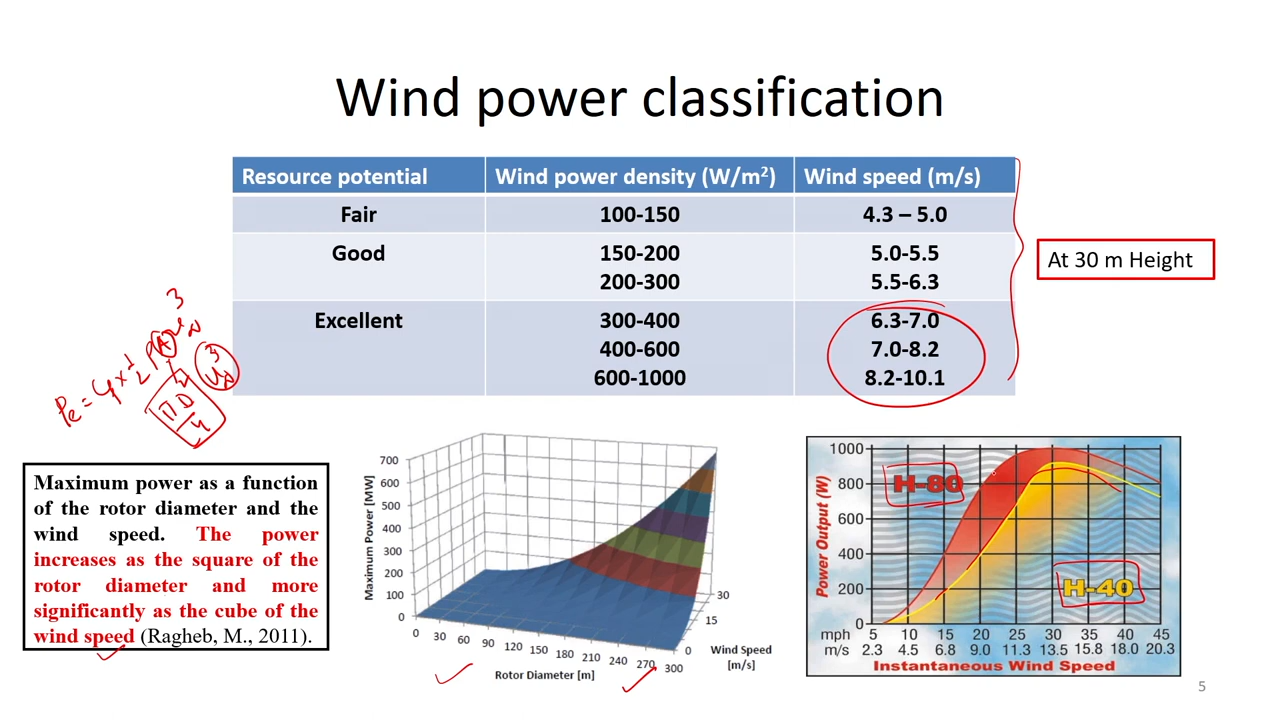 Wind power classification
Resource potential Wind power density (W/m²) Wind speed (m/s)
Fair 100-150 4.3 – 5.0
Good 150-200 5.0-5.5
200-300 5.5-6.3
Excellent 300-400 6.3-7.0
400-600 7.0-8.2
600-1000 8.2-10.1
At 30 m Height
Maximum power as a function
of the rotor diameter and the
wind speed. The power
increases as the square of the
rotor diameter and more
significantly as the cube of the
wind speed (Ragheb, M., 2011).
Maximum Power [MW]
700
600
500
400
300
200
100
0
0 30 60 90 120 150 180 210 240 270 300
Rotor Diameter [m]
30
15
0
Wind Speed
[m/s]
Power Output (W)
1000
800
600
400
200
0
H-80
H-40
mph 5 10 15 20 25 30 35 40 45
m/s 2.3 4.5 6.8 9.0 11.3 13.5 15.8 18.0 20.3
Instantaneous Wind Speed
5